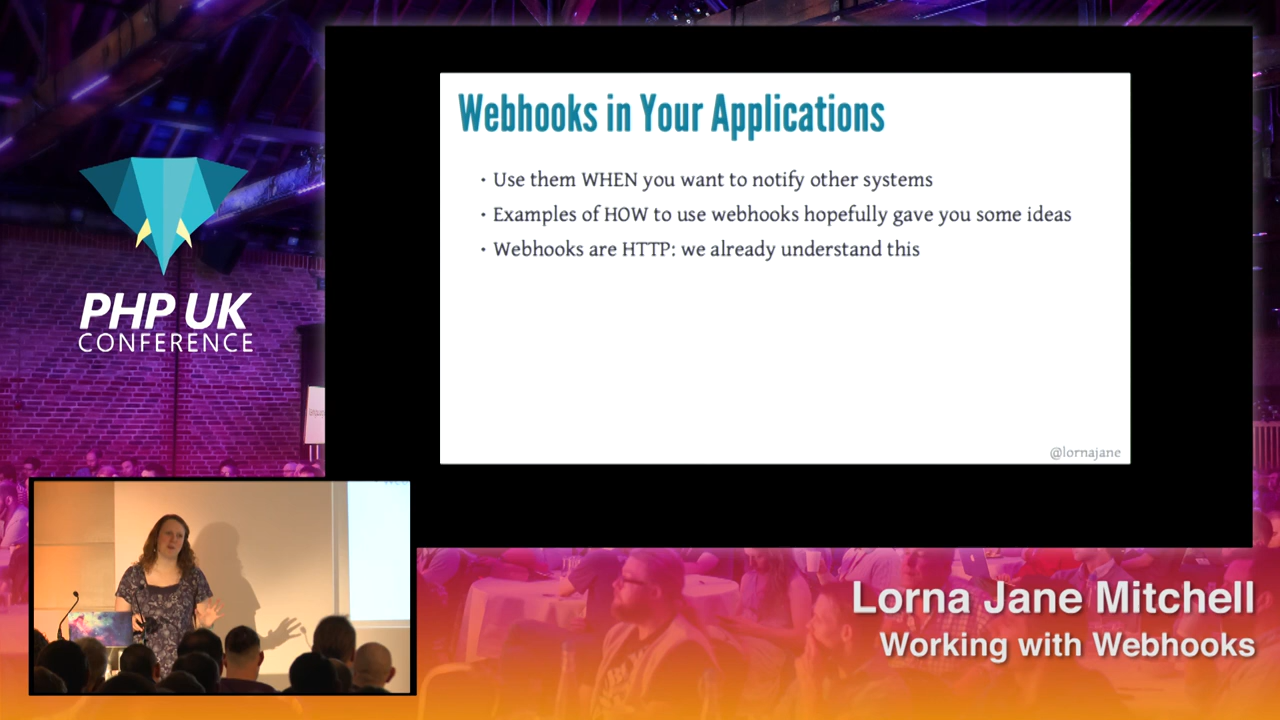 Webhooks in Your Applications
· Use them WHEN you want to notify other systems
· Examples of HOW to use webhooks hopefully gave you some ideas
· Webhooks are HTTP: we already understand this
@lornajane
PHP UK
CONFERENCE
Lorna Jane Mitchell
Working with Webhooks